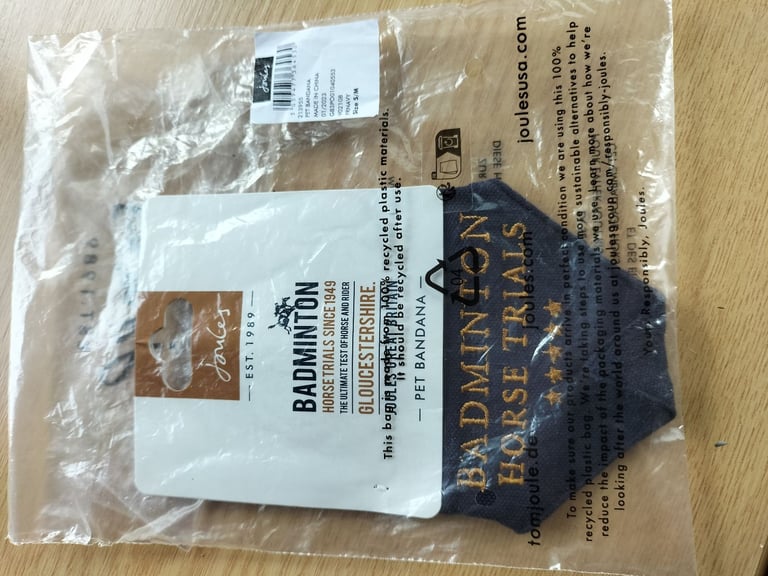 Joules
213955
PET BANDANA
MADE IN CHINA
01/2023
Size S/M
Joules
— EST. 1989 —
BADMINTON
HORSE TRIALS SINCE 1949
THE ULTIMATE TEST OF HORSE AND RIDER
GLOUCESTERSHIRE.
— PET BANDANA —
This bag is made from 100% recycled plastic materials.
It should be recycled after use.
04
BADMINTON
HORSE TRIALS
★★★★★
joulesusa.com
joules.com
tomjoule.de
To make sure our products arrive in perfect condition we are using this 100%
recycled plastic bag. We're taking steps to use more sustainable alternatives to help
reduce the impact of the packaging materials we use. Learn more about how we're
looking after the world around us at joulesgroup.com/responsibly-joules.
Yours Responsibly, Joules.